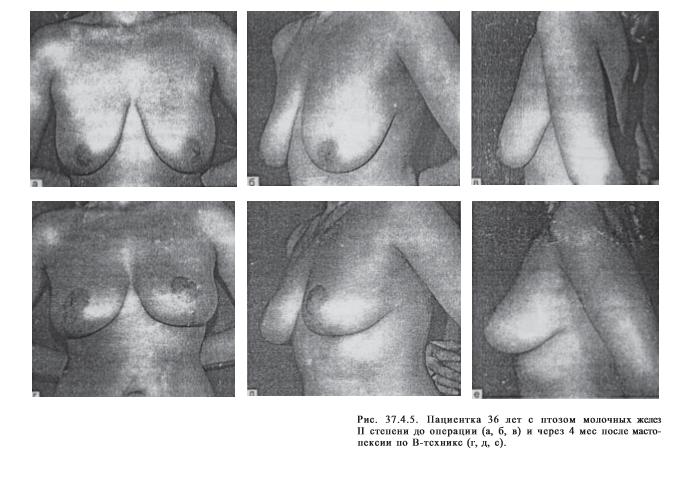 а
б
е
Рис. 37.4.5. Пациентка 36 лет с птозом молочных желез
II степени до операции (а, б, в) и через 4 мес после масто-
пексии по В-технике (г, д, е).